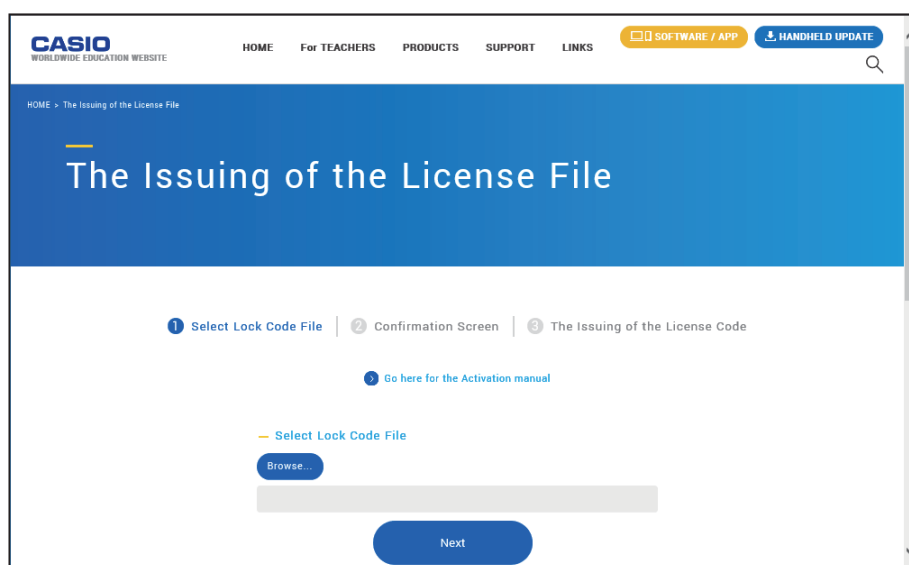 CASIO
WORLDWIDE EDUCATION WEBSITE
HOME For TEACHERS PRODUCTS SUPPORT LINKS
SOFTWARE / APP
HANDHELD UPDATE
HOME > The Issuing of the License File
The Issuing of the License File
1 Select Lock Code File 2 Confirmation Screen 3 The Issuing of the License Code
Go here for the Activation manual
Select Lock Code File
Browse...
Next